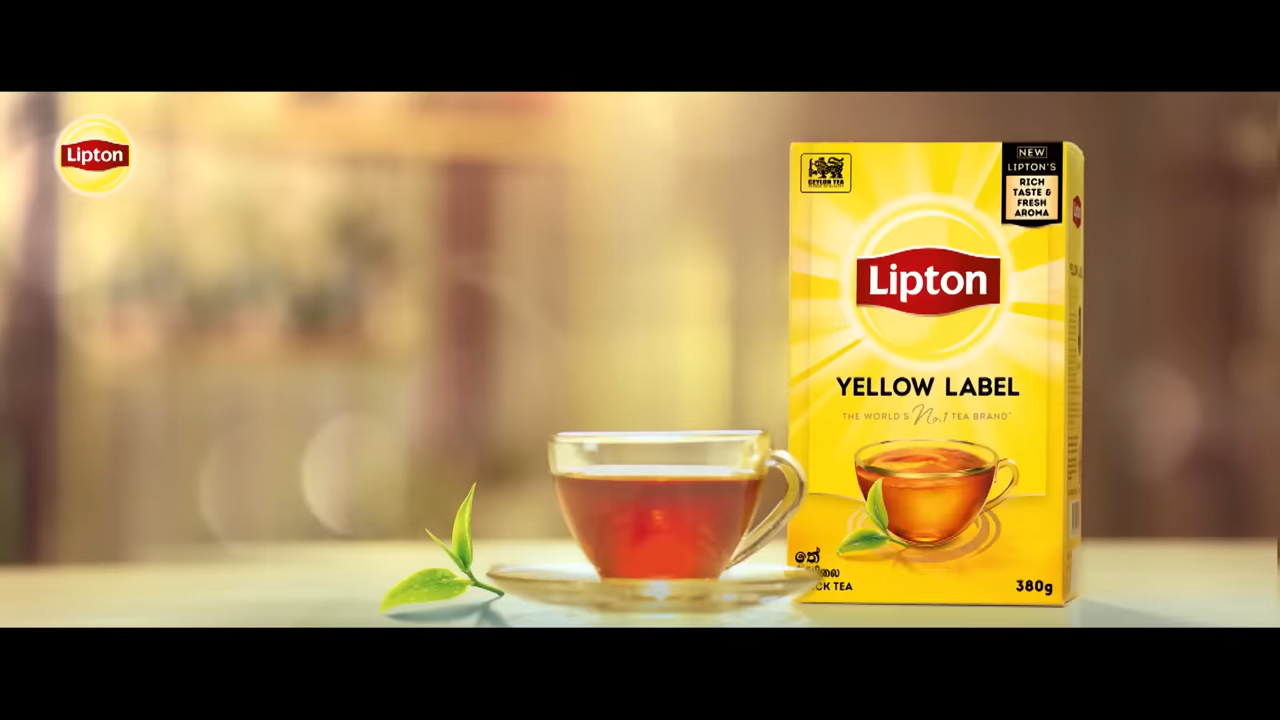 Lipton
CEYLON TEA
NEW
LIPTON'S
RICH
TASTE &
FRESH
AROMA
Lipton
YELLOW LABEL
THE WORLD'S No.1 TEA BRAND
තේ
CK TEA
380g